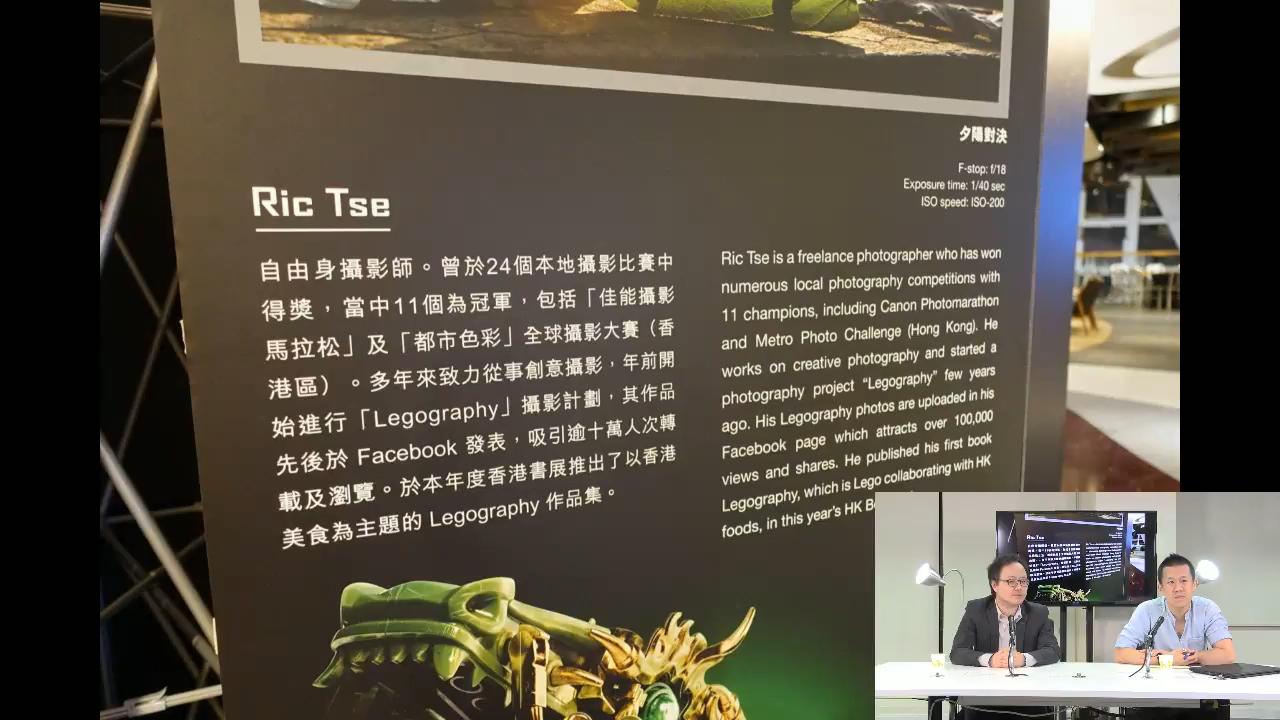 夕陽對決
F-stop: f/18
Exposure time: 1/40 sec
ISO speed: ISO-200
Ric Tse
自由身攝影師。曾於24個本地攝影比賽中
得獎，當中11個為冠軍，包括「佳能攝影
馬拉松」及「都市色彩」全球攝影大賽（香
港區）。多年來致力從事創意攝影，年前開
始進行「Legography」攝影計劃，其作品
先後於 Facebook 發表，吸引逾十萬人次轉
載及瀏覽。於本年度香港書展推出了以香港
美食為主題的 Legography 作品集。
Ric Tse is a freelance photographer who has won
numerous local photography competitions with
11 champions, including Canon Photomarathon
and Metro Photo Challenge (Hong Kong). He
works on creative photography and started a
photography project “Legography” few years
ago. His Legography photos are uploaded in his
Facebook page which attracts over 100,000
views and shares. He published his first book
Legography, which is Lego collaborating with HK
foods, in this year's HK
Ric Tse